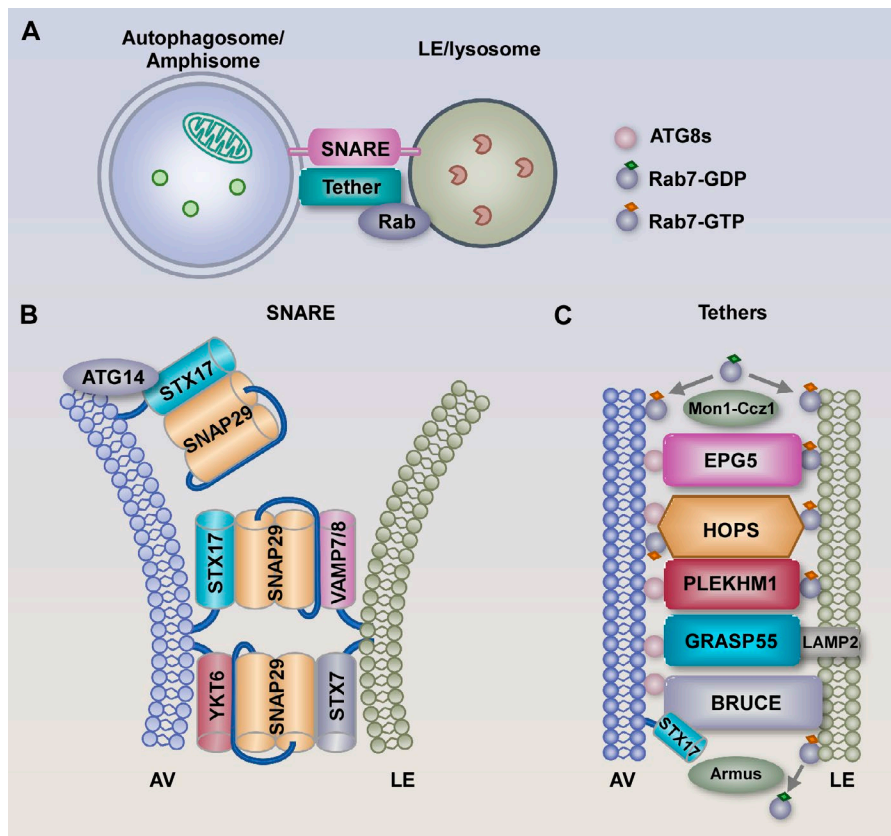 A
Autophagosome/
Amphisome
LE/lysosome
SNARE
Tether
Rab
ATG8s
Rab7-GDP
Rab7-GTP
B
SNARE
ATG14
STX17
SNAP29
STX17
SNAP29
VAMP7/8
YKT6
SNAP29
STX7
AV
LE
C
Tethers
Mon1-Ccz1
EPG5
HOPS
PLEKHM1
GRASP55
LAMP2
BRUCE
STX17
Armus
AV
LE